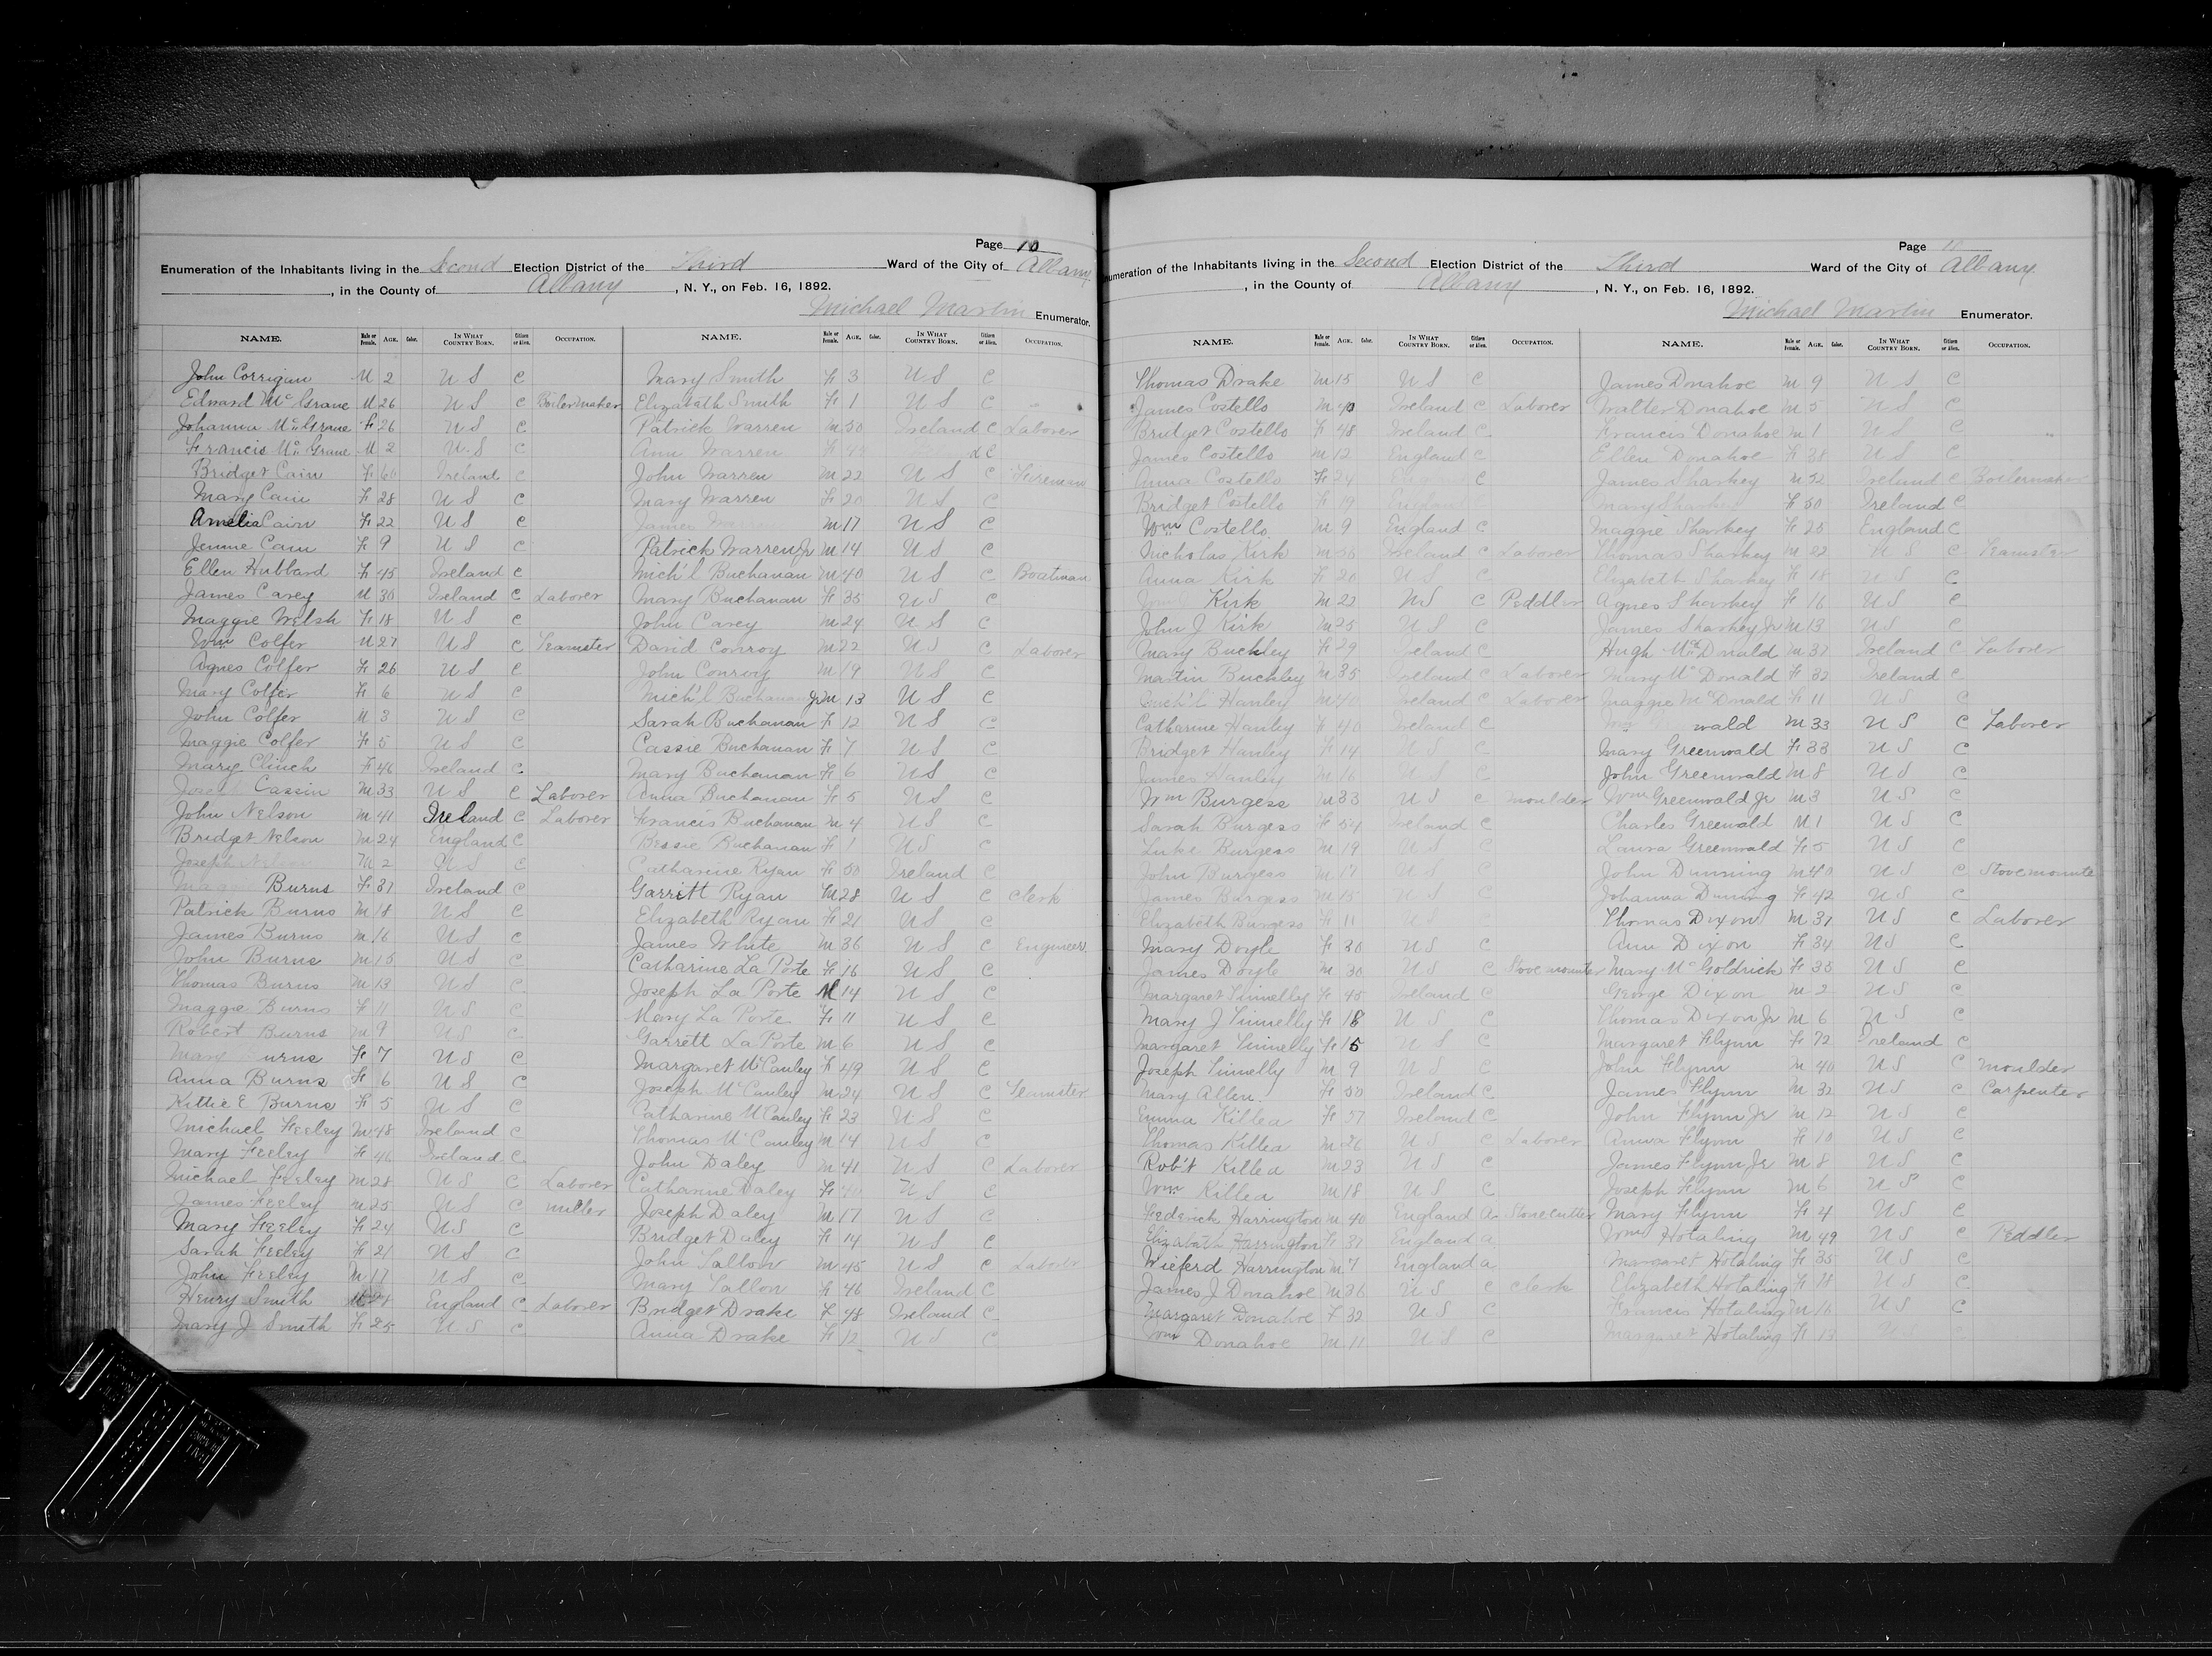 Page 10
Enumeration of the Inhabitants living in the Second Election District of the Third Ward of the City of Albany
, in the County of Albany , N. Y., on Feb. 16, 1892.
Michael Martin Enumerator.
NAME. Male or Female. AGE. Color. IN WHAT COUNTRY BORN. Citizen or Alien. OCCUPATION.
John Corrigan M 2 U S C
Edward McGrane M 26 U S C Boilermaker
Johanna McGrane F 26 U S C
Francis McGrane M 2 U S C
Bridget Cain F 60 Ireland C
Mary Cain F 28 U S C
Amelia Cain F 22 U S C
Jennie Cain F 9 U S C
Ellen Hubbard F 45 Ireland C
James Casey M 30 Ireland C Laborer
Maggie Welsh F 18 U S C
Wm Colfer M 27 U S C Teamster
Agnes Colfer F 26 U S C
Mary Colfer F 6 U S C
John Colfer M 3 U S C
Maggie Colfer F 5 U S C
Mary Clinch F 46 Ireland C
Cassin M 33 U S C Laborer
John Nelson M 41 Ireland C Laborer
Bridget Nelson M 24 England C
Joseph Nelson M 2 U S C
Burns F 37 Ireland C
Patrick Burns M 18 U S C
James Burns M 16 U S C
John Burns M 15 U S C
Thomas Burns M 13 U S C
Maggie Burns F 11 U S C
Robert Burns M 9 U S C
Mary Burns F 7 U S C
Anna Burns F 6 U S C
Kittie E Burns F 5 U S C
Michael Feeley M 48 Ireland C
Mary Feeley F 46 Ireland C
Michael Feeley M 28 U S C Laborer
James Feeley M 25 U S C Miller
Mary Feeley F 24 U S C
Sarah Feeley F 21 U S C
John Feeley M 17 U S C
Henry Smith England C Laborer
Mary J Smith F 25 U S C
NAME. Male or Female. AGE. Color. IN WHAT COUNTRY BORN. Citizen or Alien. OCCUPATION.
Mary Smith F 3 U S C
Elizabath Smith F 1 U S C
Patrick Warren M 50 Ireland C Laborer
Ann Warren F 45 C
John Warren M 22 U S C Fireman
Mary Warren F 20 U S C
James Warren M 17 U S C
Patrick Warren Jr M 14 U S C
Mich'l Buchanan M 40 U S C Boatman
Mary Buchanan F 35 U S C
John Carey M 24 U S C
David Conroy M 22 U S C Laborer
John Conroy M 19 U S C
Mich'l Buchanan Jr M 13 U S C
Sarah Buchanan F 12 U S C
Cassie Buchanan F 7 U S C
Mary Buchanan F 6 U S C
Anna Buchanan F 5 U S C
Francis Buchanan M 4 U S C
Bessie Buchanan F 1 U S C
Catharine Ryan F 50 Ireland C
Garritt Ryan M 28 U S C Clerk
Elizabeth Ryan F 21 U S C
James White M 36 U S C Engineer
Catharine La Porte F 16 U S C
Joseph La Porte M 14 U S C
Mary La Porte F 11 U S C
Garrett La Porte M 6 U S C
Margaret McCauley F 49 U S C
Joseph McCauley M 24 U S C Teamster
Catharine McCauley F 23 U S C
Thomas McCauley M 14 U S C
John Daley M 41 U S C Laborer
Catharine Daley F 40 U S C
Joseph Daley M 17 U S C
Bridget Daley F 14 U S C
John Tallon M 45 U S C Laborer
Mary Tallon F 46 Ireland C
Bridget Drake F 48 Ireland C
Anna Drake F 12 U S C
Page 11
Enumeration of the Inhabitants living in the Second Election District of the Third Ward of the City of Albany
, in the County of Albany , N. Y., on Feb. 16, 1892.
Michael Martin Enumerator.
NAME. Male or Female. AGE. Color. IN WHAT COUNTRY BORN. Citizen or Alien. OCCUPATION.
Thomas Drake M 15 U S C
James Costello M Ireland C Laborer
Bridget Costello F 48 Ireland C
James Costello M 12 England C
Anna Costello F 24 England C
Bridget Costello F 19 England
Wm Costello M 9 England C
Nicholas Kirk M 50 Ireland C Laborer
Anna Kirk F 20 U S C
Kirk M 22 U S C Peddler
John J Kirk M 25 U S C
Mary Buckley F 29 Ireland C
Martin Buckley M 35 Ireland C Laborer
Mich'l Hanley M 40 Ireland C Laborer
Catharine Hanley F 40 Ireland C
Bridget Hanley F 14 U S C
James Hanley M 16 U S C
Wm Burgess M 33 U S C Moulder
Sarah Burgess F 54 Ireland C
Luke Burgess M 19 U S C
John Burgess M 17 U S C
James Burgess M 15 U S C
Elizabeth Burgess F 11 U S C
Mary Doyle F 30 U S C
James Doyle M 30 U S C Stove mounter
Margaret Tinnelly F 45 Ireland C
Mary J Tinnelly F 18 U S C
Margaret Tinnelly F 15 U S C
Joseph Tinnelly M 9 U S C
Mary Allen F 50 Ireland C
Emma Killea F 57 Ireland C
Thomas Killea M 26 U S C Laborer
Rob't Killea M 23 U S C
Wm Killea M 18 U S C
Federick Harrington M 40 England A Stonecutter
Elizabath Harrington F 37 England A
Wieferd Harrington M 7 England A
James J Donahoe M 36 U S C Clerk
Margaret Donahoe F 32 U S C
Wm Donahoe M 11 U S C
NAME. Male or Female. AGE. Color. IN WHAT COUNTRY BORN. Citizen or Alien. OCCUPATION.
James Donahoe M 9 U S C
Walter Donahoe M 5 U S C
Francis Donahoe M 1 U S C
Ellen Donahoe F 38 U S C
James Sharkey M 52 Ireland C Boilermaker
Mary Sharkey F 50 Ireland C
Maggie Sharkey F 25 England C
Thomas Sharkey M 22 U S C Teamster
Elizabeth Sharkey F 18 U S C
Agnes Sharkey F 16 U S C
James Sharkey Jr M 13 U S C
Hugh McDonald M 37 Ireland C Laborer
Mary McDonald F 32 Ireland C
Maggie McDonald F 11 U S C
wald M 33 U S C Laborer
Mary Greenwald F 33 U S C
John Greenwald M 8 U S C
Wm Greenwald Jr M 3 U S C
Charles Greewald M 1 U S C
Laura Greenwald F 5 U S C
John Dunning M 40 U S C Stovemounte
Johanna Dunning F 42 U S C
Thomas Dixon M 37 U S C Laborer
Ann Dixon F 34 U S C
Mary McGoldrick F 35 U S C
George Dixon M 2 U S C
Thomas Dixon Jr M 6 U S C
Margaret Flynn F 72 Ireland C
John Flynn M 40 U S C Moulder
James Flynn M 32 U S C Carpenter
John Flynn Jr M 12 U S C
Anna Flynn F 10 U S C
James Flynn Jr M 8 U S C
Joseph Flynn M 6 U S C
Mary Flynn F 4 U S C
Wm Hotaling M 49 U S C Peddler
Margaret Hotaling F 35 U S C
Elizabeth Hotaling F 18 U S C
Francis Hotaling M 16 U S C
Margaret Hotaling F 13